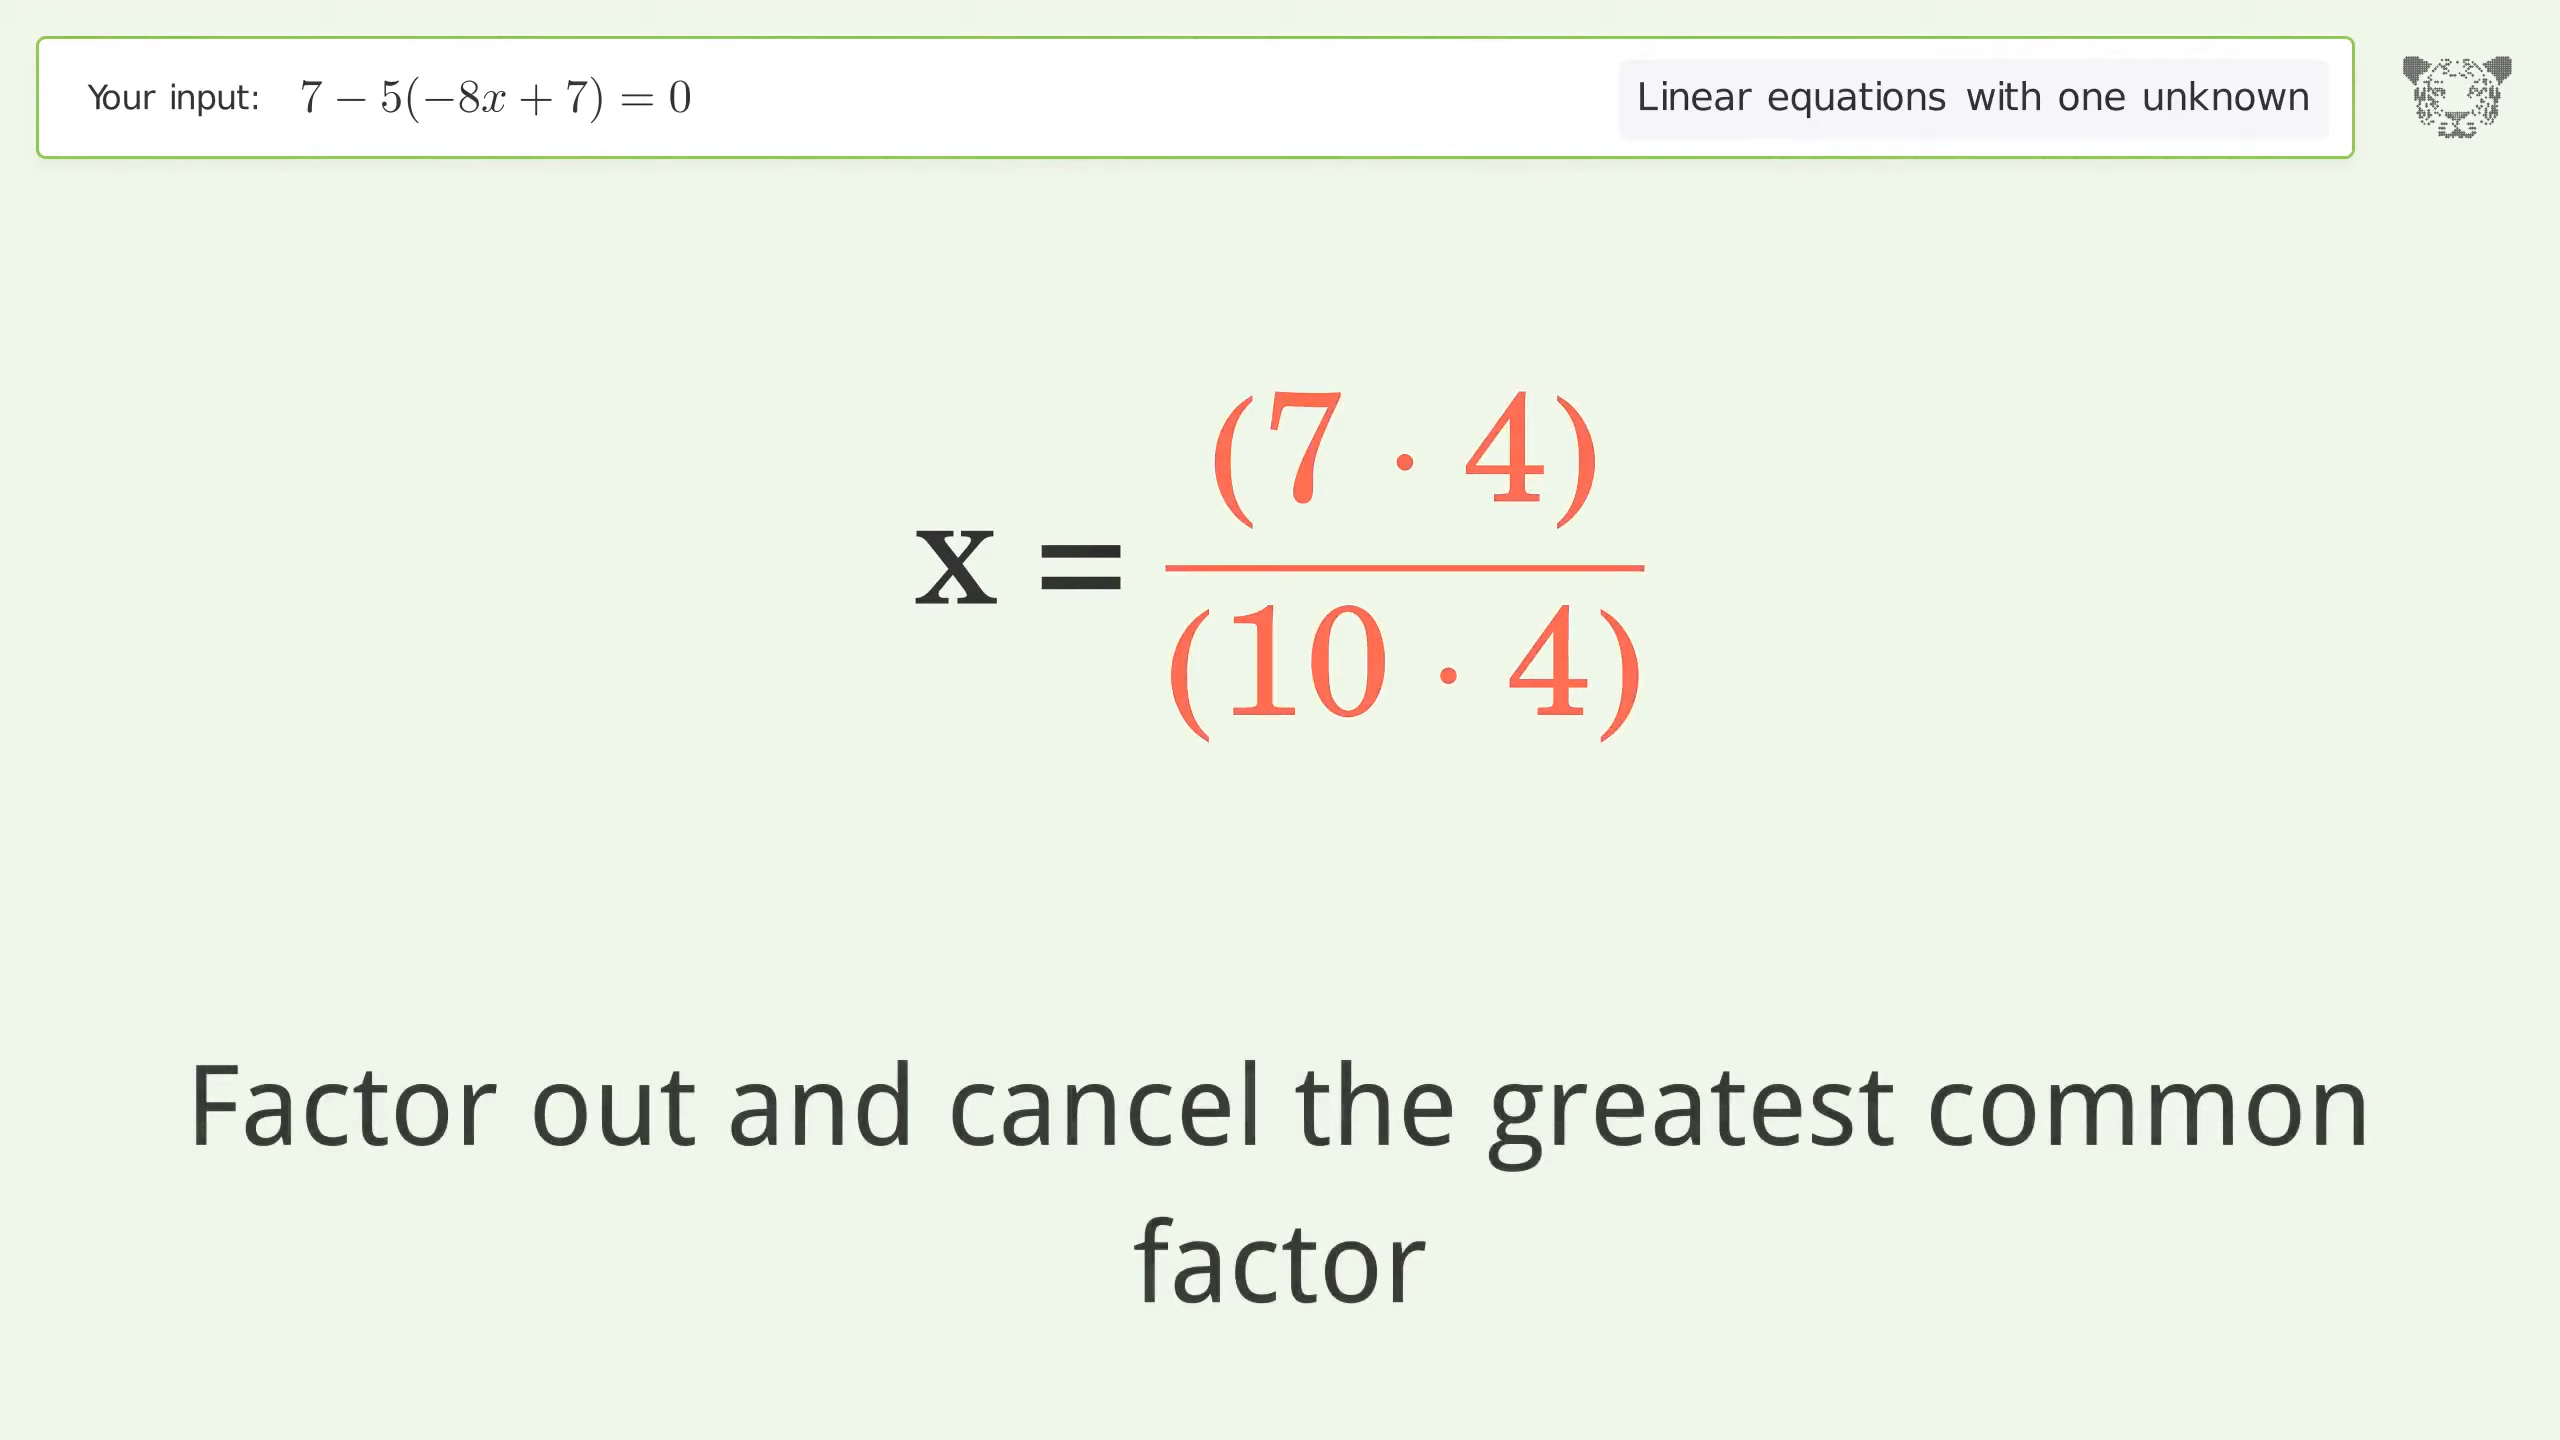 Your input: 7 − 5(−8x + 7) = 0
Linear equations with one unknown
x = (7 · 4) / (10 · 4)
Factor out and cancel the greatest common
factor